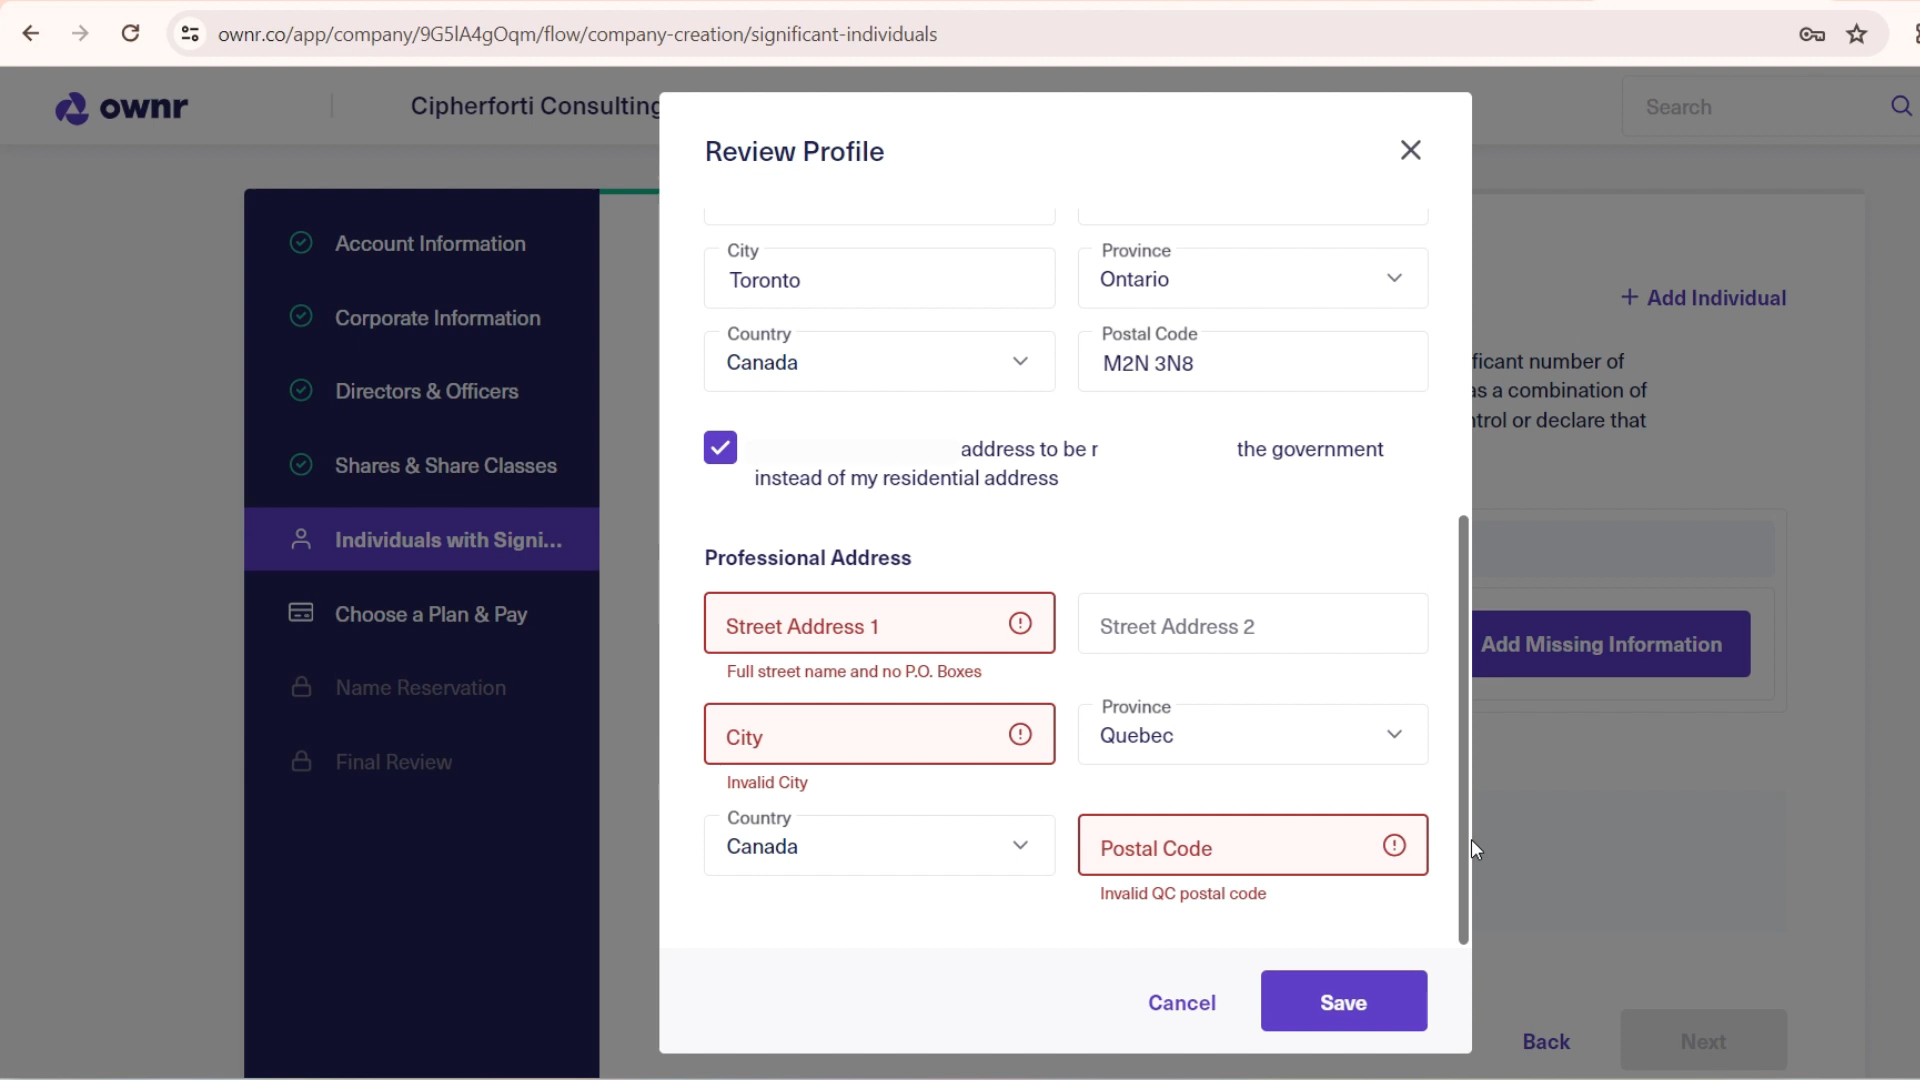 ownr.co/app/company/9G5lA4gOqm/flow/company-creation/significant-individuals
ownr
Cipherforti Consulting
Search
Account Information
Corporate Information
Directors & Officers
Shares & Share Classes
Individuals with Signi...
Choose a Plan & Pay
Name Reservation
Final Review
Review Profile
City
Toronto
Province
Ontario
Country
Canada
Postal Code
M2N 3N8
address to be r the government
instead of my residential address
Professional Address
Street Address 1
Full street name and no P.O. Boxes
Street Address 2
City
Invalid City
Province
Quebec
Country
Canada
Postal Code
Invalid QC postal code
Cancel
Save
+ Add Individual
ficant number of
as a combination of
ntrol or declare that
Add Missing Information
Back
Next